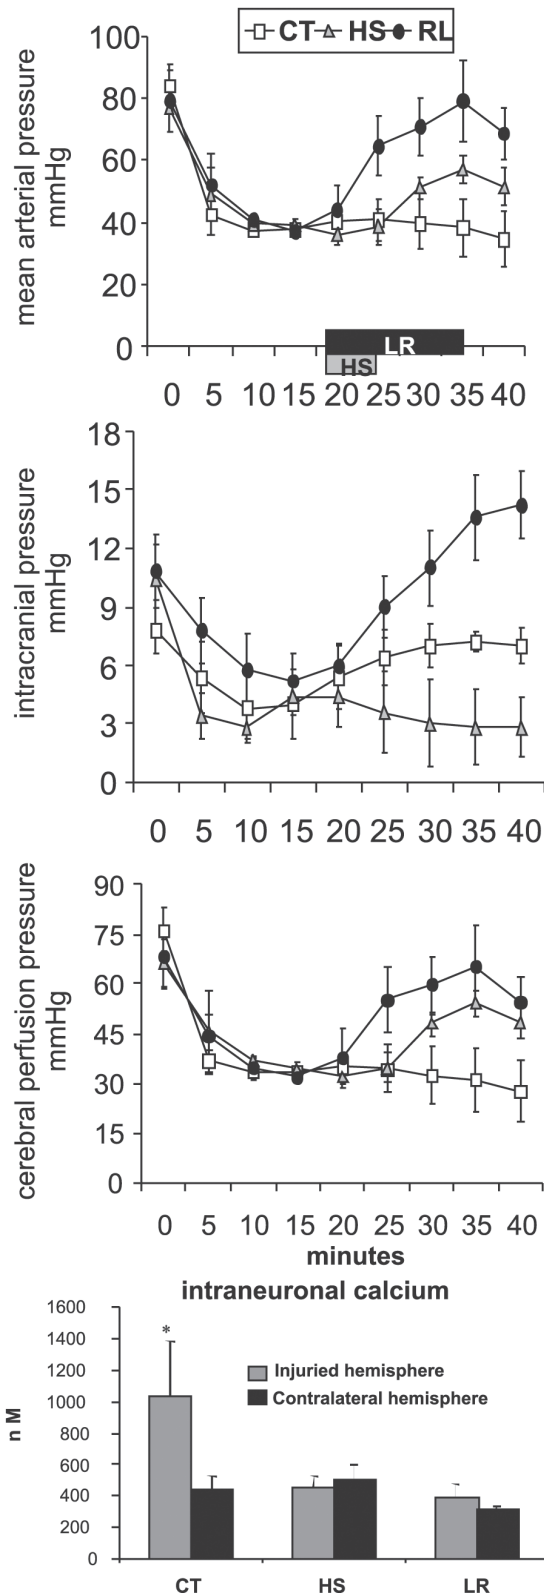 CT HS RL
mean arterial pressure
mmHg
100
80
60
40
20
0
LR
HS
0 5 10 15 20 25 30 35 40
intracranial pressure
mmHg
18
15
12
9
6
3
0
0 5 10 15 20 25 30 35 40
cerebral perfusion pressure
mmHg
90
75
60
45
30
15
0
0 5 10 15 20 25 30 35 40
minutes
intraneuronal calcium
n M
1600
1400
1200
1000
800
600
400
200
0
*
Injuried hemisphere
Contralateral hemisphere
CT HS LR